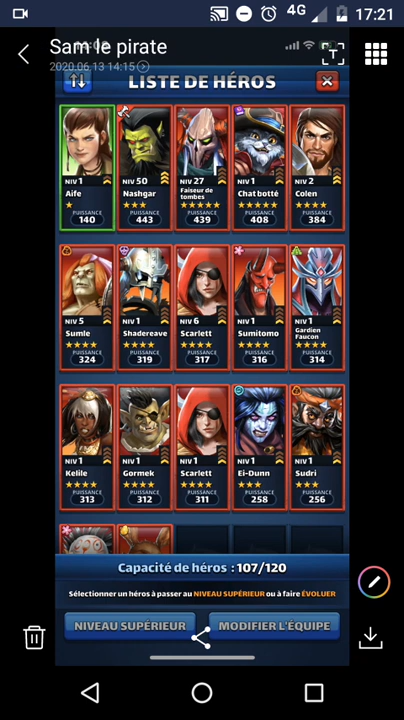 4G 17:21
Sam le pirate
2020.06.13 14:15
LISTE DE HÉROS
NIV 1 NIV 50 NIV 27 NIV 1 NIV 2
Aife Nashgar Faiseur de tombes Chat botté Colen
PUISSANCE PUISSANCE PUISSANCE PUISSANCE PUISSANCE
140 443 439 408 384
NIV 5 NIV 1 NIV 6 NIV 1 NIV 1
Sumle Shadereave Scarlett Sumitomo Gardien Faucon
PUISSANCE PUISSANCE PUISSANCE PUISSANCE PUISSANCE
324 319 317 316 314
NIV 1 NIV 1 NIV 1 NIV 1 NIV 1
Kelile Gormek Scarlett Ei-Dunn Sudri
PUISSANCE PUISSANCE PUISSANCE PUISSANCE PUISSANCE
313 312 311 258 256
Capacité de héros : 107/120
Sélectionner un héros à passer au NIVEAU SUPÉRIEUR ou à faire ÉVOLUER
NIVEAU SUPÉRIEUR MODIFIER L'ÉQUIPE